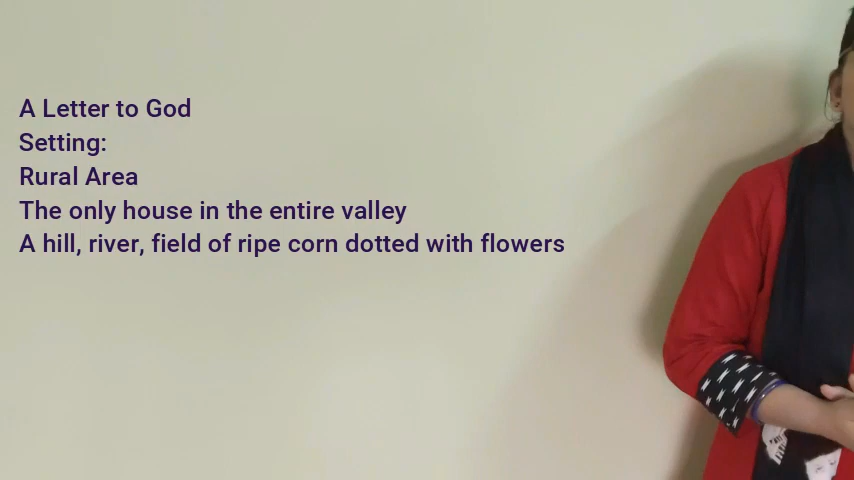 A Letter to God
Setting:
Rural Area
The only house in the entire valley
A hill, river, field of ripe corn dotted with flowers